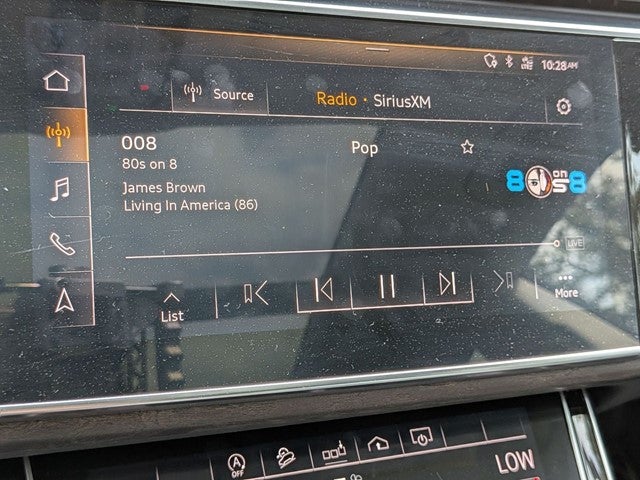 10:28AM
Source
Radio · SiriusXM
008
Pop
80s on 8
James Brown
Living In America (86)
80s on 8
LIVE
List
More
A
OFF
LOW